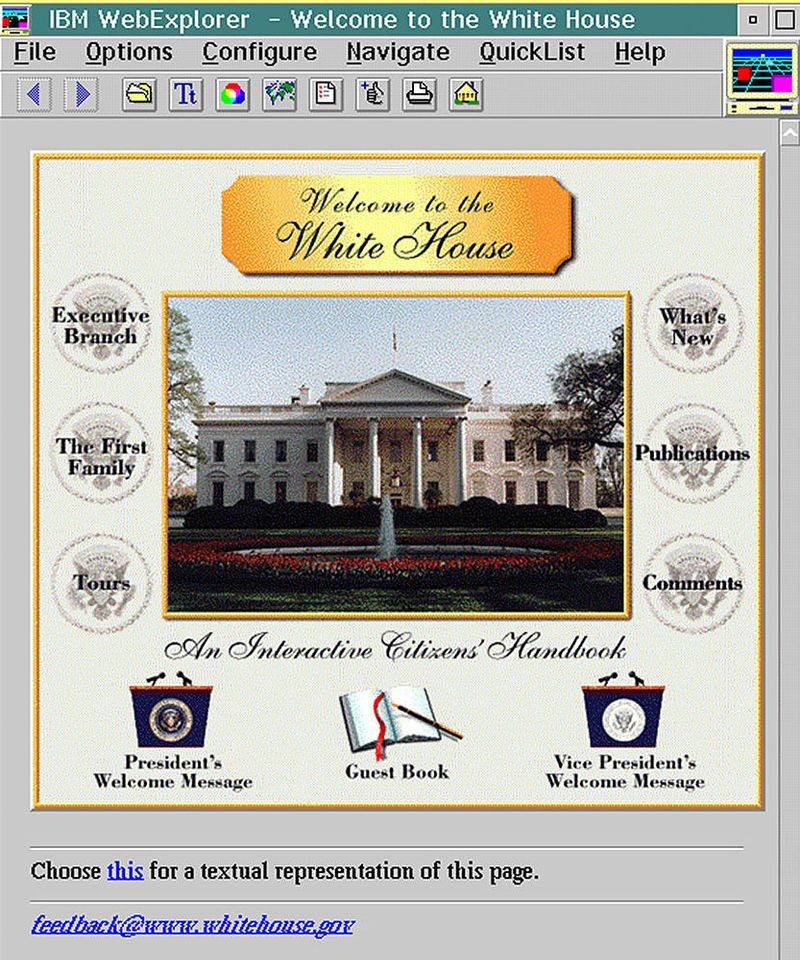 IBM WebExplorer - Welcome to the White House
File Options Configure Navigate QuickList Help
Tt
Welcome to the
White House
Executive
Branch
What's
New
The First
Family
Publications
Tours
Comments
An Interactive Citizens' Handbook
President's
Welcome Message
Guest Book
Vice President's
Welcome Message
Choose this for a textual representation of this page.
feedback@www.whitehouse.gov